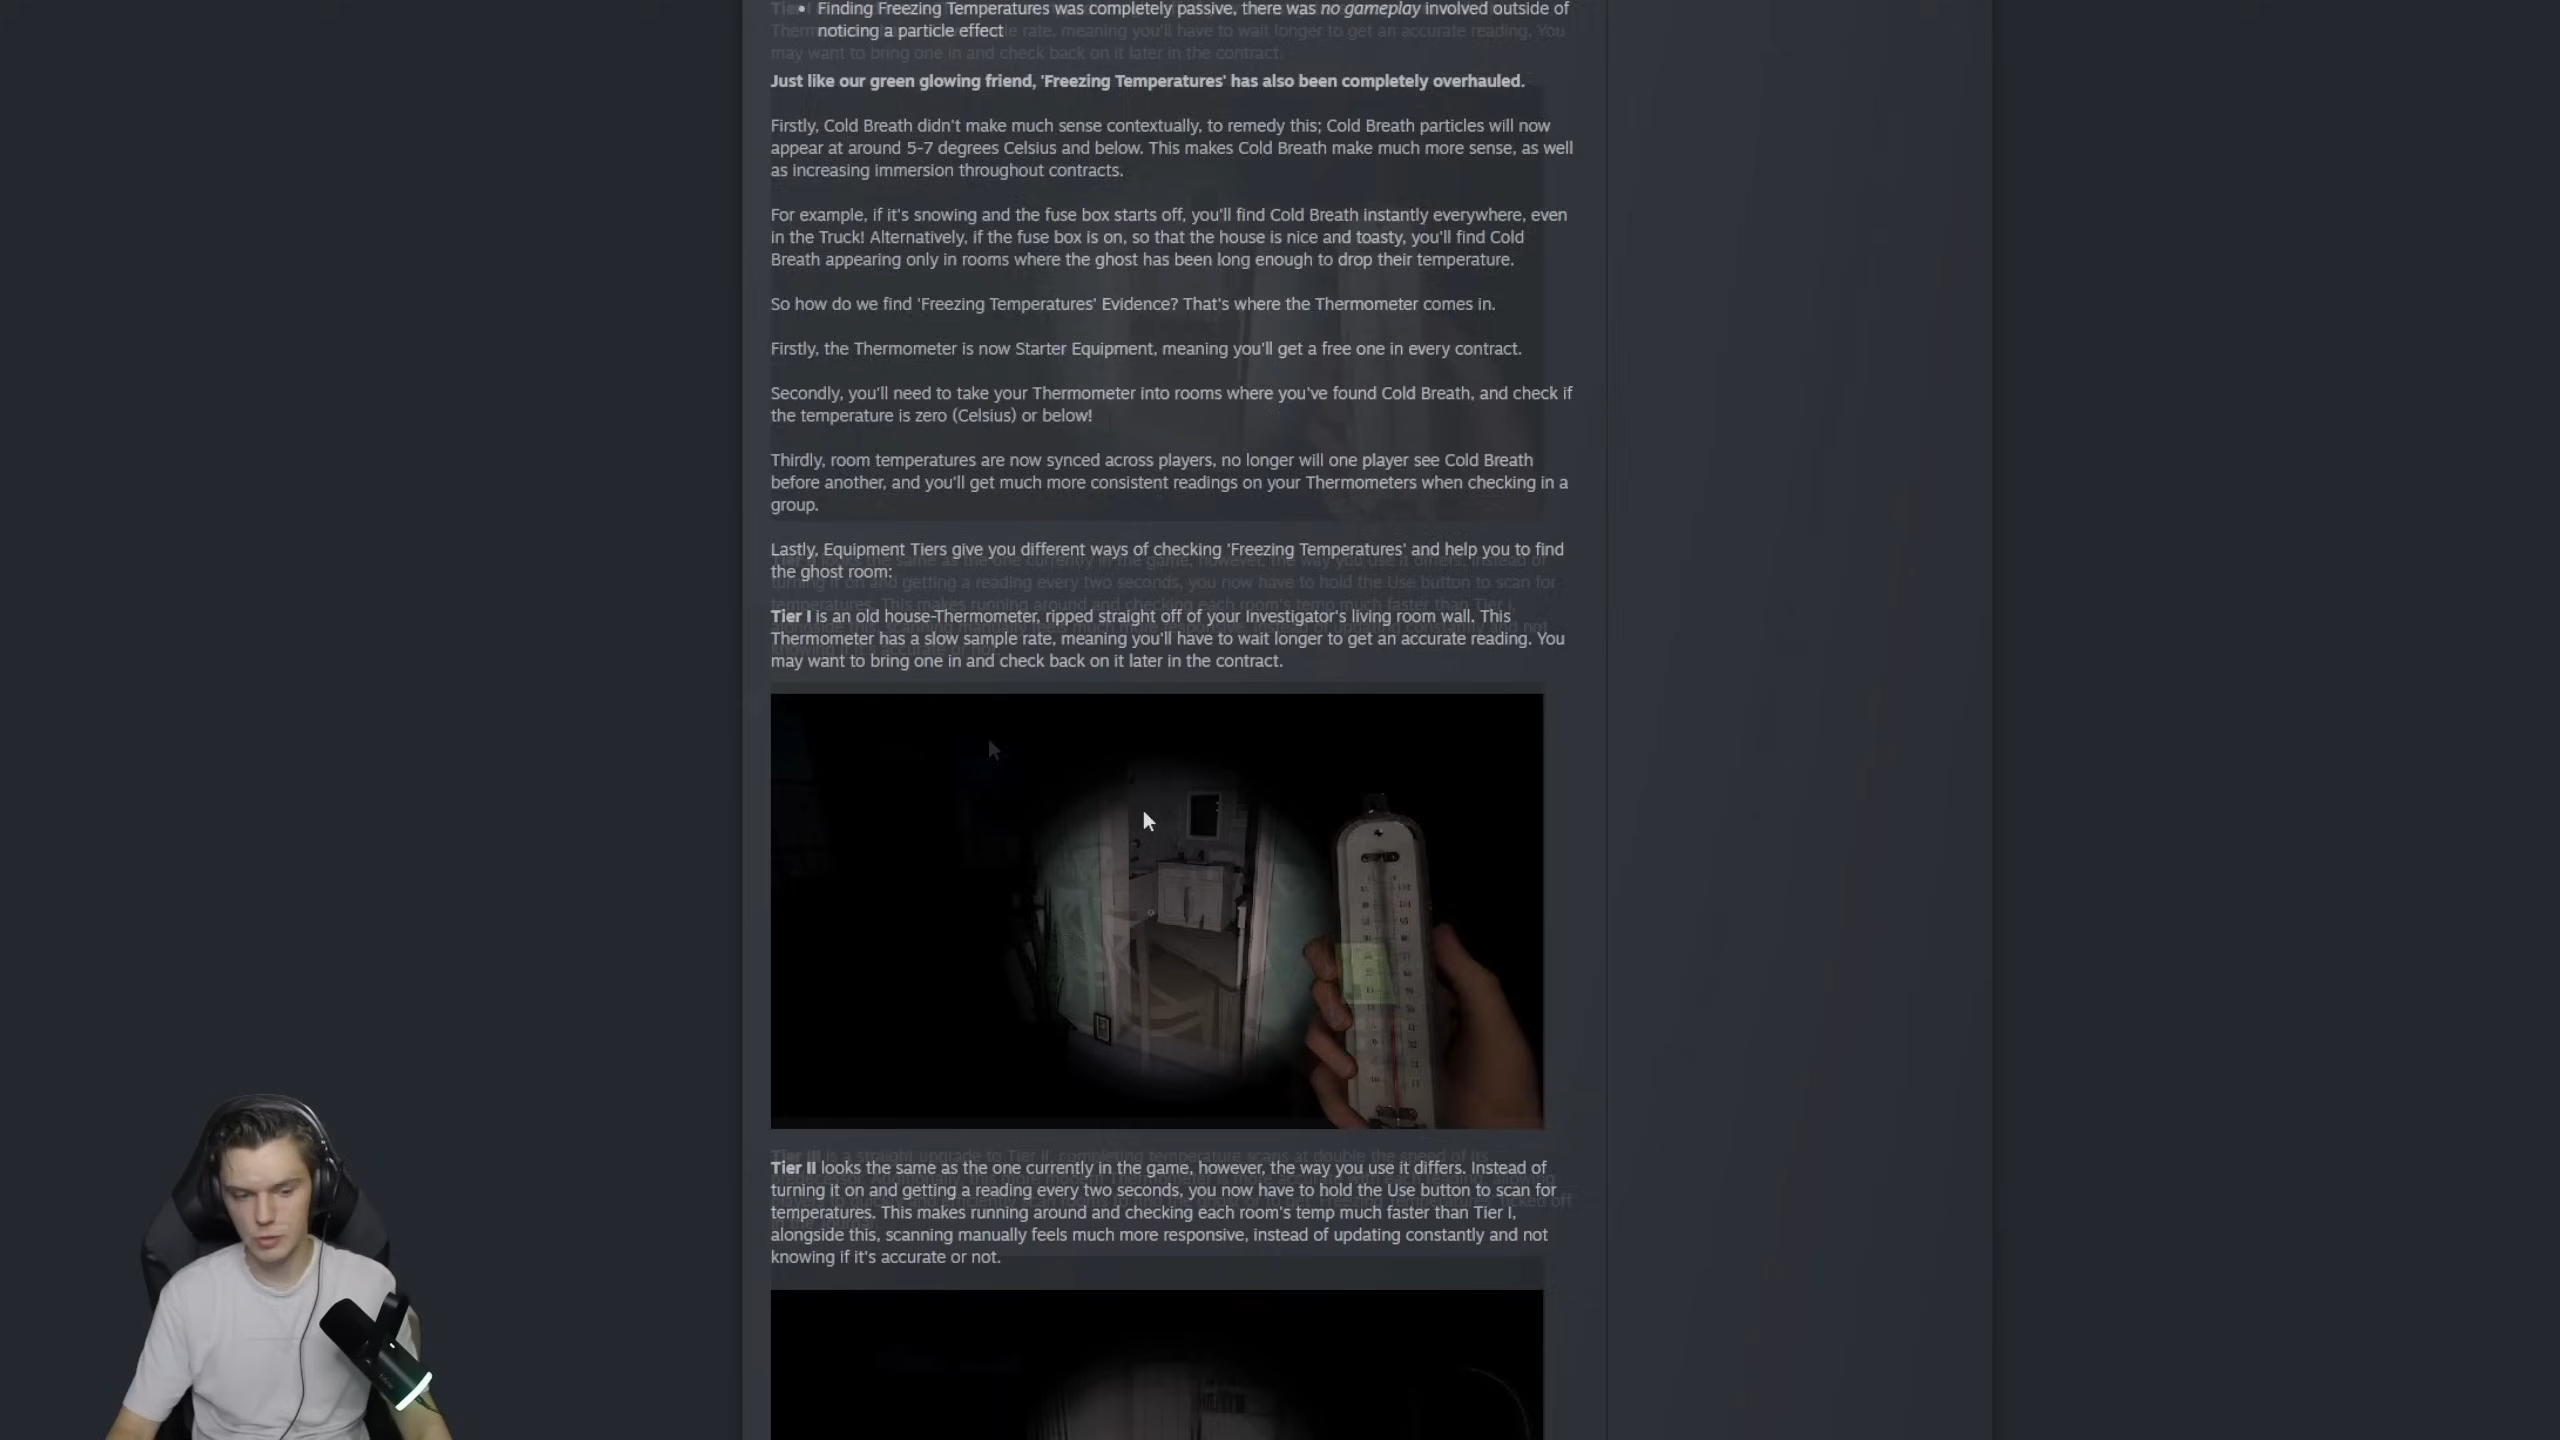 • Finding Freezing Temperatures was completely passive, there was no gameplay involved outside of
noticing a particle effect
Just like our green glowing friend, 'Freezing Temperatures' has also been completely overhauled.
Firstly, Cold Breath didn't make much sense contextually, to remedy this; Cold Breath particles will now
appear at around 5-7 degrees Celsius and below. This makes Cold Breath make much more sense, as well
as increasing immersion throughout contracts.
For example, if it's snowing and the fuse box starts off, you'll find Cold Breath instantly everywhere, even
in the Truck! Alternatively, if the fuse box is on, so that the house is nice and toasty, you'll find Cold
Breath appearing only in rooms where the ghost has been long enough to drop their temperature.
So how do we find 'Freezing Temperatures' Evidence? That's where the Thermometer comes in.
Firstly, the Thermometer is now Starter Equipment, meaning you'll get a free one in every contract.
Secondly, you'll need to take your Thermometer into rooms where you've found Cold Breath, and check if
the temperature is zero (Celsius) or below!
Thirdly, room temperatures are now synced across players, no longer will one player see Cold Breath
before another, and you'll get much more consistent readings on your Thermometers when checking in a
group.
Lastly, Equipment Tiers give you different ways of checking 'Freezing Temperatures' and help you to find
the ghost room:
Tier I is an old house-Thermometer, ripped straight off of your Investigator's living room wall. This
Thermometer has a slow sample rate, meaning you'll have to wait longer to get an accurate reading. You
may want to bring one in and check back on it later in the contract.
Tier II looks the same as the one currently in the game, however, the way you use it differs. Instead of
turning it on and getting a reading every two seconds, you now have to hold the Use button to scan for
temperatures. This makes running around and checking each room's temp much faster than Tier I,
alongside this, scanning manually feels much more responsive, instead of updating constantly and not
knowing if it's accurate or not.